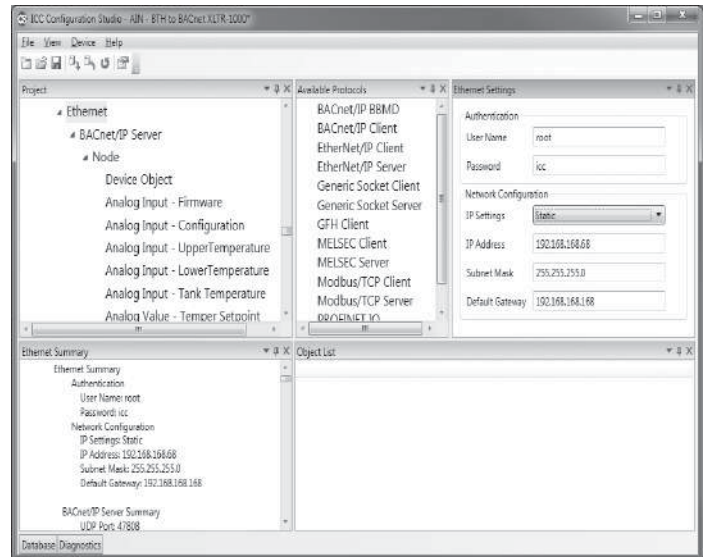 ICC Configuration Studio - AIN - BTH to BACnet XLTR-1000*
File View Device Help
Project
Ethernet
BACnet/IP Server
Node
Device Object
Analog Input - Firmware
Analog Input - Configuration
Analog Input - UpperTemperature
Analog Input - LowerTemperature
Analog Input - Tank Temperature
Analog Value - Temper Setpoint
Available Protocols
BACnet/IP BBMD
BACnet/IP Client
EtherNet/IP Client
EtherNet/IP Server
Generic Socket Client
Generic Socket Server
GFH Client
MELSEC Client
MELSEC Server
Modbus/TCP Client
Modbus/TCP Server
PROFINET IO
Ethernet Settings
Authentication
User Name root
Password icc
Network Configuration
IP Settings Static
IP Address 192.168.168.68
Subnet Mask 255.255.255.0
Default Gateway 192.168.168.168
Ethernet Summary
Ethernet Summary
Authentication
User Name: root
Password: icc
Network Configuration
IP Settings: Static
IP Address: 192.168.168.68
Subnet Mask: 255.255.255.0
Default Gateway: 192.168.168.168
BACnet/IP Server Summary
UDP Port: 47808
Object List
Database Diagnostics